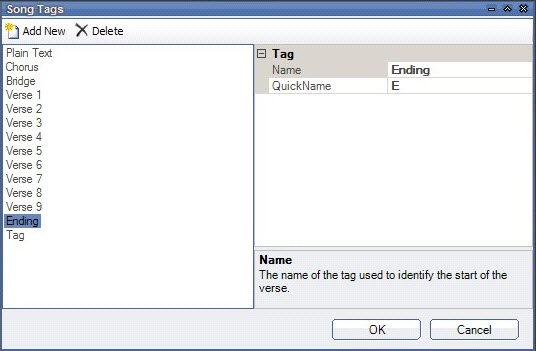 Song Tags
Add New Delete
Plain Text
Chorus
Bridge
Verse 1
Verse 2
Verse 3
Verse 4
Verse 5
Verse 6
Verse 7
Verse 8
Verse 9
Ending
Tag
Tag
Name Ending
QuickName E
Name
The name of the tag used to identify the start of the
verse.
OK Cancel